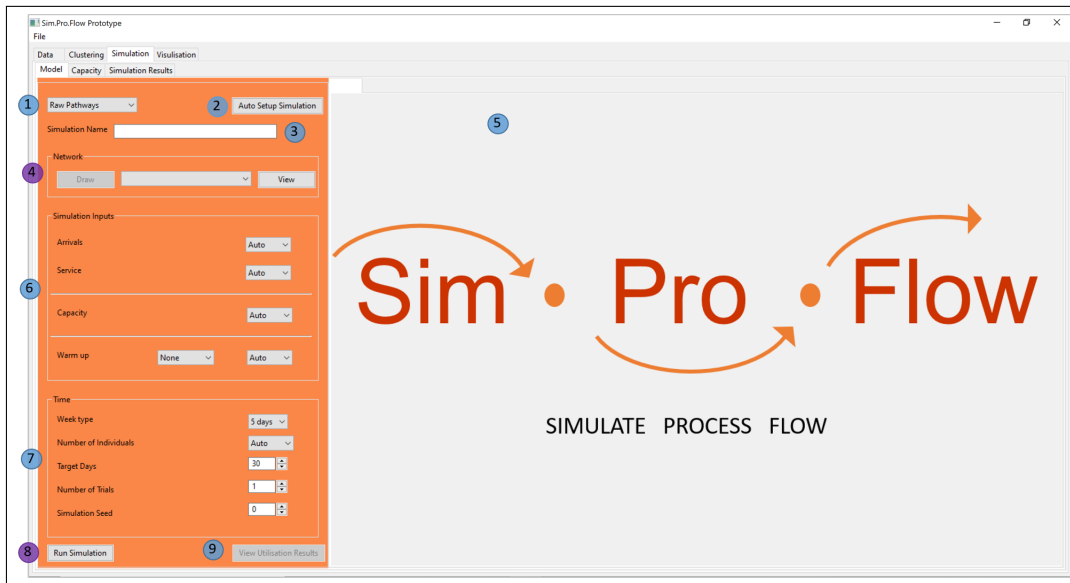 Sim.Pro.Flow Prototype
File
Data Clustering Simulation Visulisation
Model Capacity Simulation Results
1 Raw Pathways 2 Auto Setup Simulation
Simulation Name 3
5
Network
4 Draw View
Simulation Inputs
Arrivals Auto
Service Auto
6
Capacity Auto
Warm up None Auto
Sim • Pro • Flow
SIMULATE PROCESS FLOW
Time
Week type 5 days
Number of Individuals Auto
7
Target Days 30
Number of Trials 1
Simulation Seed 0
8 Run Simulation 9 View Utilisation Results